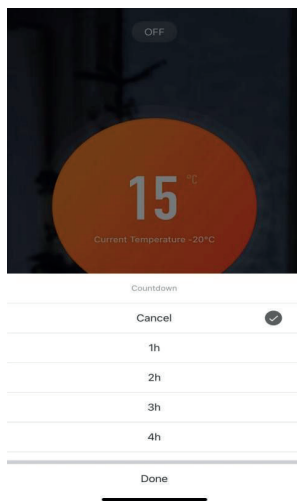 OFF
15 °C
Current Temperature -20°C
Countdown
Cancel
1h
2h
3h
4h
Done